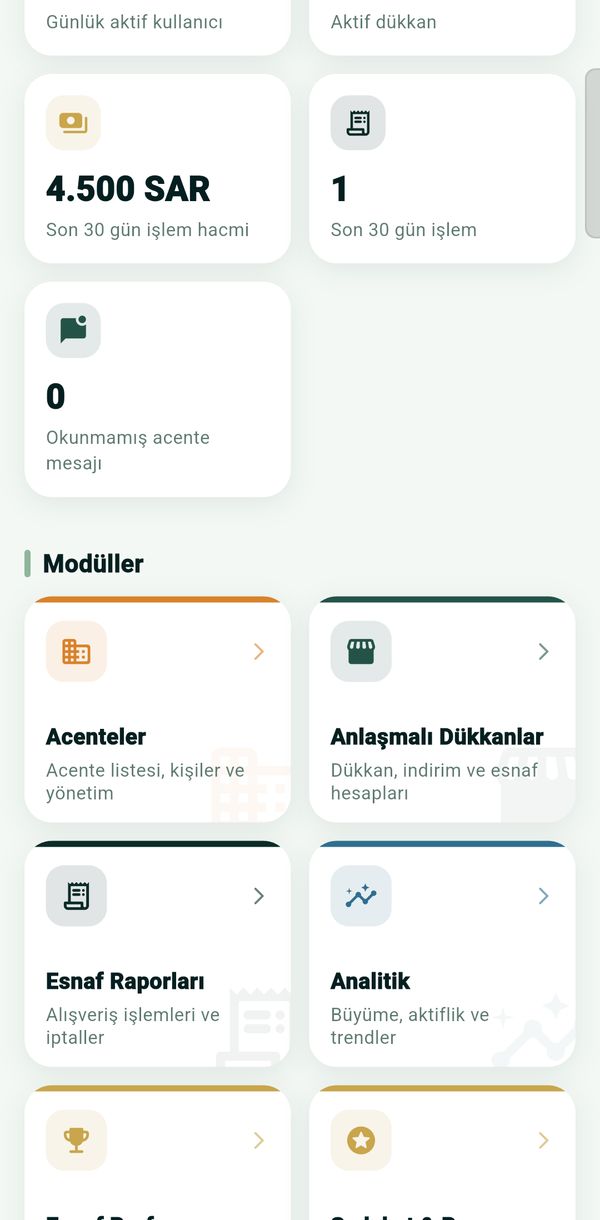 Günlük aktif kullanıcı
Aktif dükkan
4.500 SAR
Son 30 gün işlem hacmi
1
Son 30 gün işlem
0
Okunmamış acente
mesajı
Modüller
Acenteler
Acente listesi, kişiler ve
yönetim
Anlaşmalı Dükkanlar
Dükkan, indirim ve esnaf
hesapları
Esnaf Raporları
Alışveriş işlemleri ve
iptaller
Analitik
Büyüme, aktiflik ve
trendler